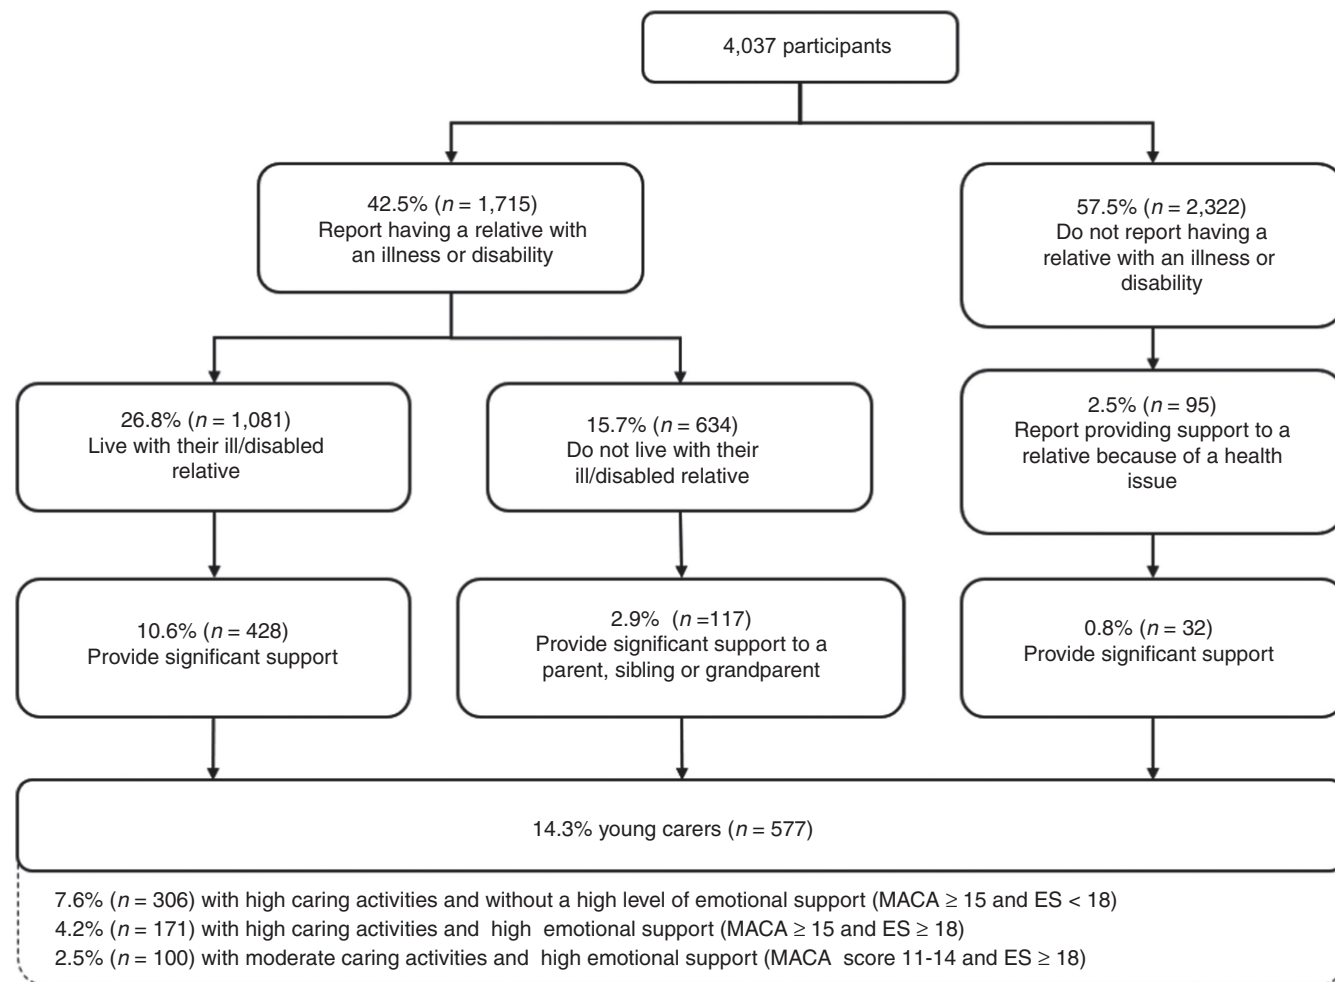 4,037 participants
42.5% (n = 1,715)
Report having a relative with
an illness or disability
57.5% (n = 2,322)
Do not report having a
relative with an illness or
disability
26.8% (n = 1,081)
Live with their ill/disabled
relative
15.7% (n = 634)
Do not live with their
ill/disabled relative
2.5% (n = 95)
Report providing support to a
relative because of a health
issue
10.6% (n = 428)
Provide significant support
2.9% (n =117)
Provide significant support to a
parent, sibling or grandparent
0.8% (n = 32)
Provide significant support
14.3% young carers (n = 577)
7.6% (n = 306) with high caring activities and without a high level of emotional support (MACA ≥ 15 and ES < 18)
4.2% (n = 171) with high caring activities and high emotional support (MACA ≥ 15 and ES ≥ 18)
2.5% (n = 100) with moderate caring activities and high emotional support (MACA score 11-14 and ES ≥ 18)